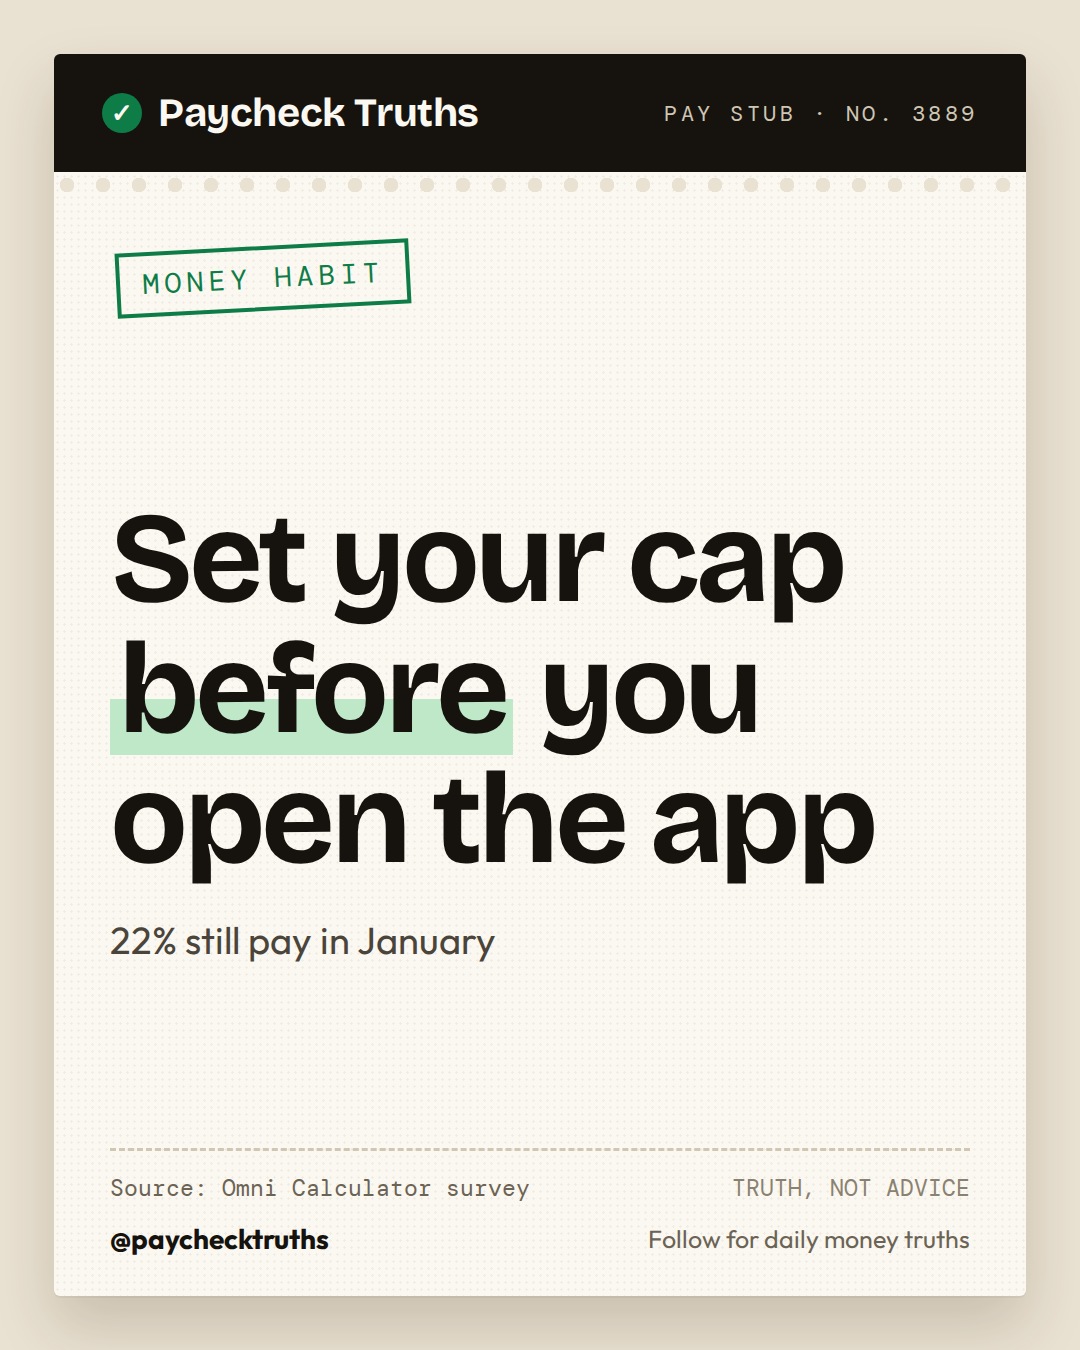 ✓ Paycheck Truths
PAY STUB · NO. 3889
MONEY HABIT
Set your cap
before you
open the app
22% still pay in January
Source: Omni Calculator survey
TRUTH, NOT ADVICE
@paychecktruths
Follow for daily money truths